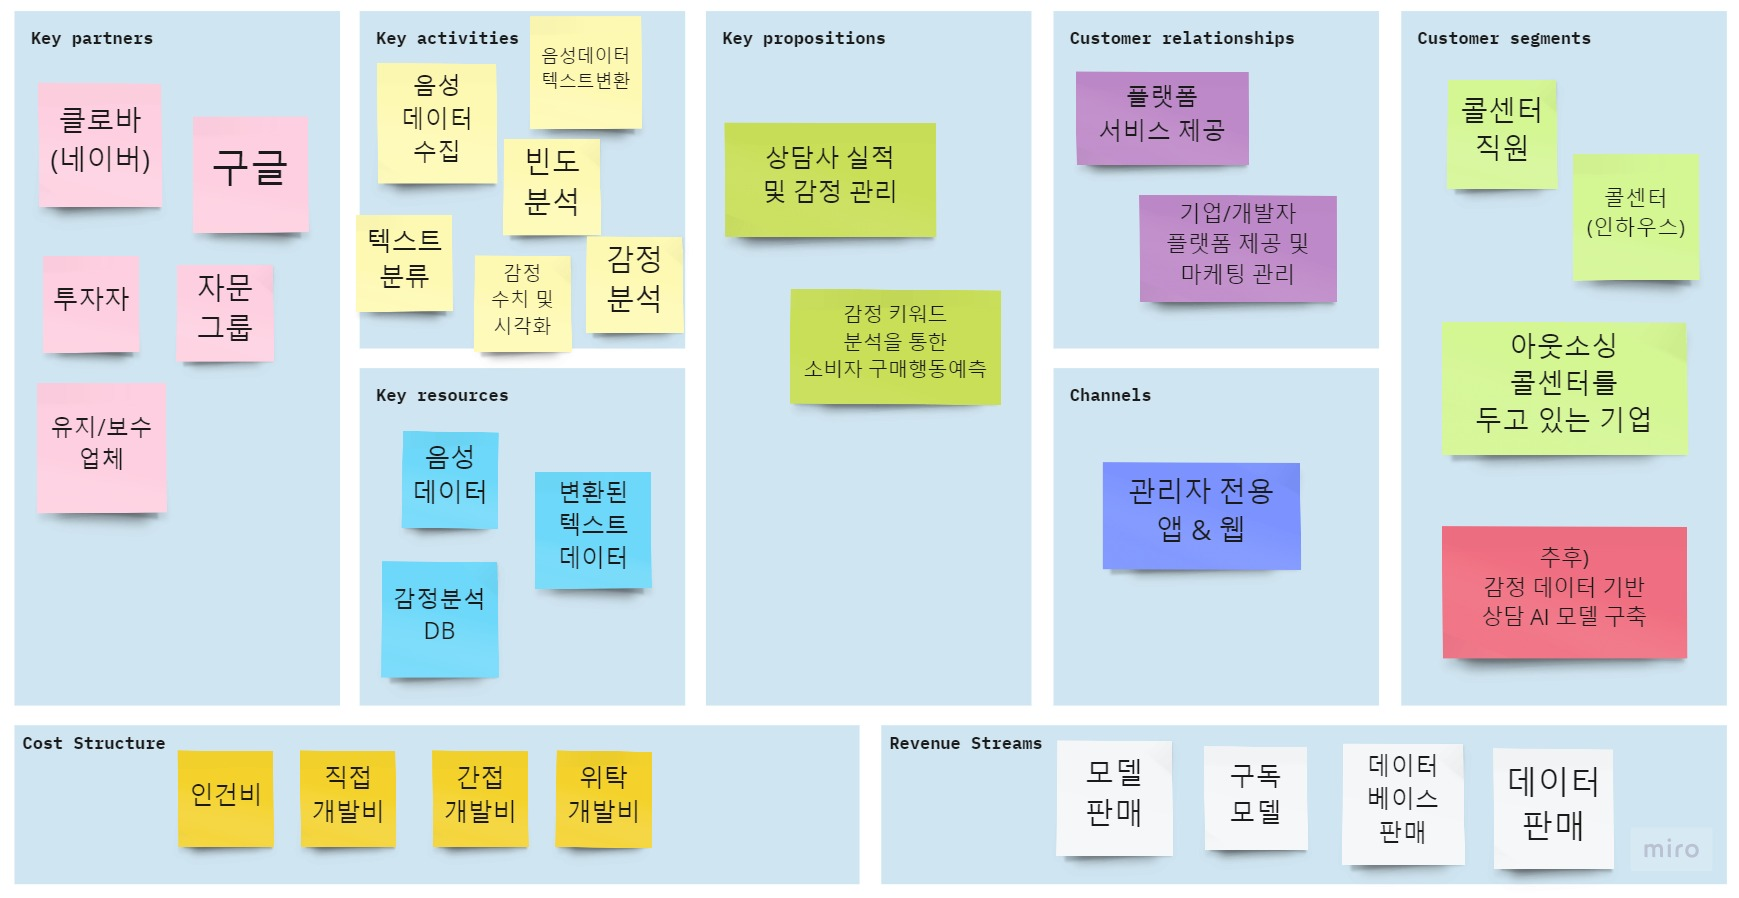 Key partners
클로바
(네이버)
구글
투자자
자문
그룹
유지/보수
업체
Key activities
음성데이터
텍스트변환
음성
데이터
수집
빈도
분석
텍스트
분류
감정
수치 및
시각화
감정
분석
Key resources
음성
데이터
변환된
텍스트
데이터
감정분석
DB
Key propositions
상담사 실적
및 감정 관리
감정 키워드
분석을 통한
소비자 구매행동예측
Customer relationships
플랫폼
서비스 제공
기업/개발자
플랫폼 제공 및
마케팅 관리
Channels
관리자 전용
앱 & 웹
Customer segments
콜센터
직원
콜센터
(인하우스)
아웃소싱
콜센터를
두고 있는 기업
추후)
감정 데이터 기반
상담 AI 모델 구축
Cost Structure
인건비
직접
개발비
간접
개발비
위탁
개발비
Revenue Streams
모델
판매
구독
모델
데이터
베이스
판매
데이터
판매
miro